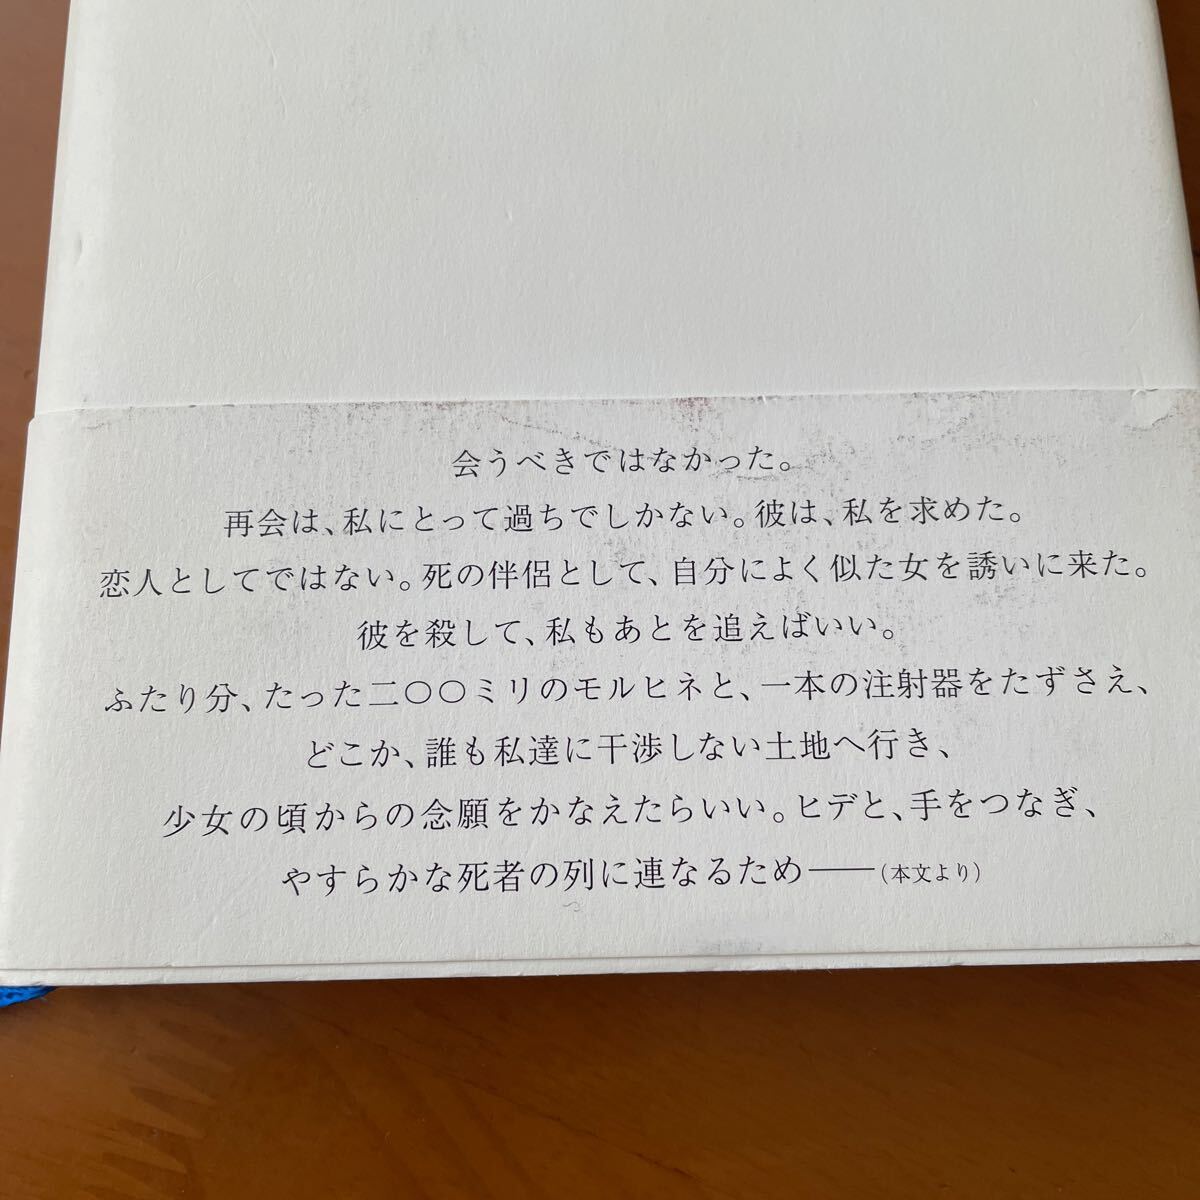 会うべきではなかった。
再会は、私にとって過ちでしかない。彼は、私を求めた。
恋人としてではない。死の伴侶として、自分によく似た女を誘いに来た。
彼を殺して、私もあとを追えばいい。
ふたり分、たった二〇〇ミリのモルヒネと、一本の注射器をたずさえ、
どこか、誰も私達に干渉しない土地へ行き、
少女の頃からの念願をかなえたらいい。ヒデと、手をつなぎ、
やすらかな死者の列に連なるため――(本文より)